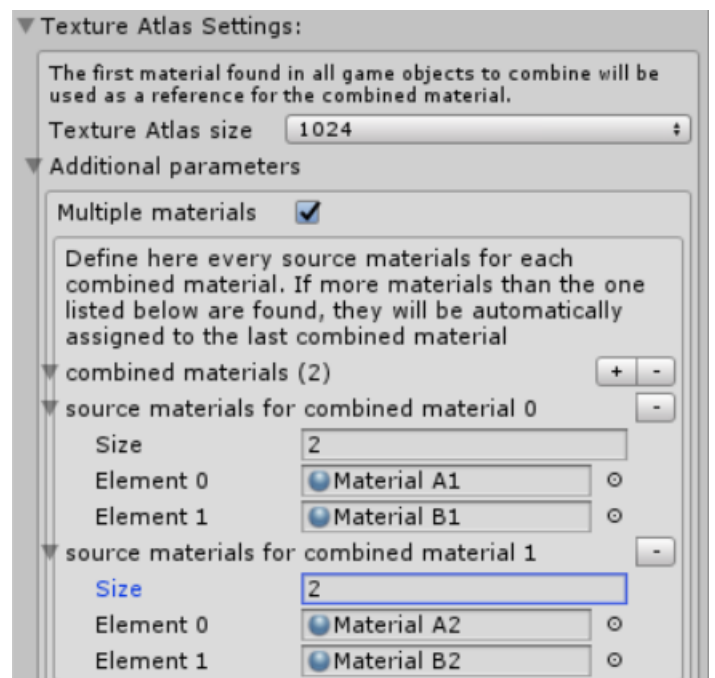 Texture Atlas Settings:
The first material found in all game objects to combine will be
used as a reference for the combined material.
Texture Atlas size 1024
Additional parameters
Multiple materials
Define here every source materials for each
combined material. If more materials than the one
listed below are found, they will be automatically
assigned to the last combined material
combined materials (2) + -
source materials for combined material 0 -
Size 2
Element 0 Material A1
Element 1 Material B1
source materials for combined material 1 -
Size 2
Element 0 Material A2
Element 1 Material B2